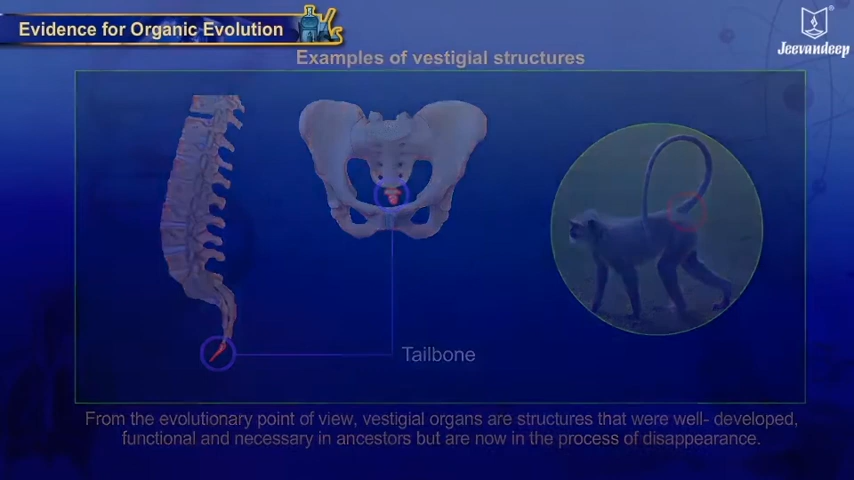 Evidence for Organic Evolution
Jeevandeep
Examples of vestigial structures
Tailbone
From the evolutionary point of view, vestigial organs are structures that were well- developed,
functional and necessary in ancestors but are now in the process of disappearance.